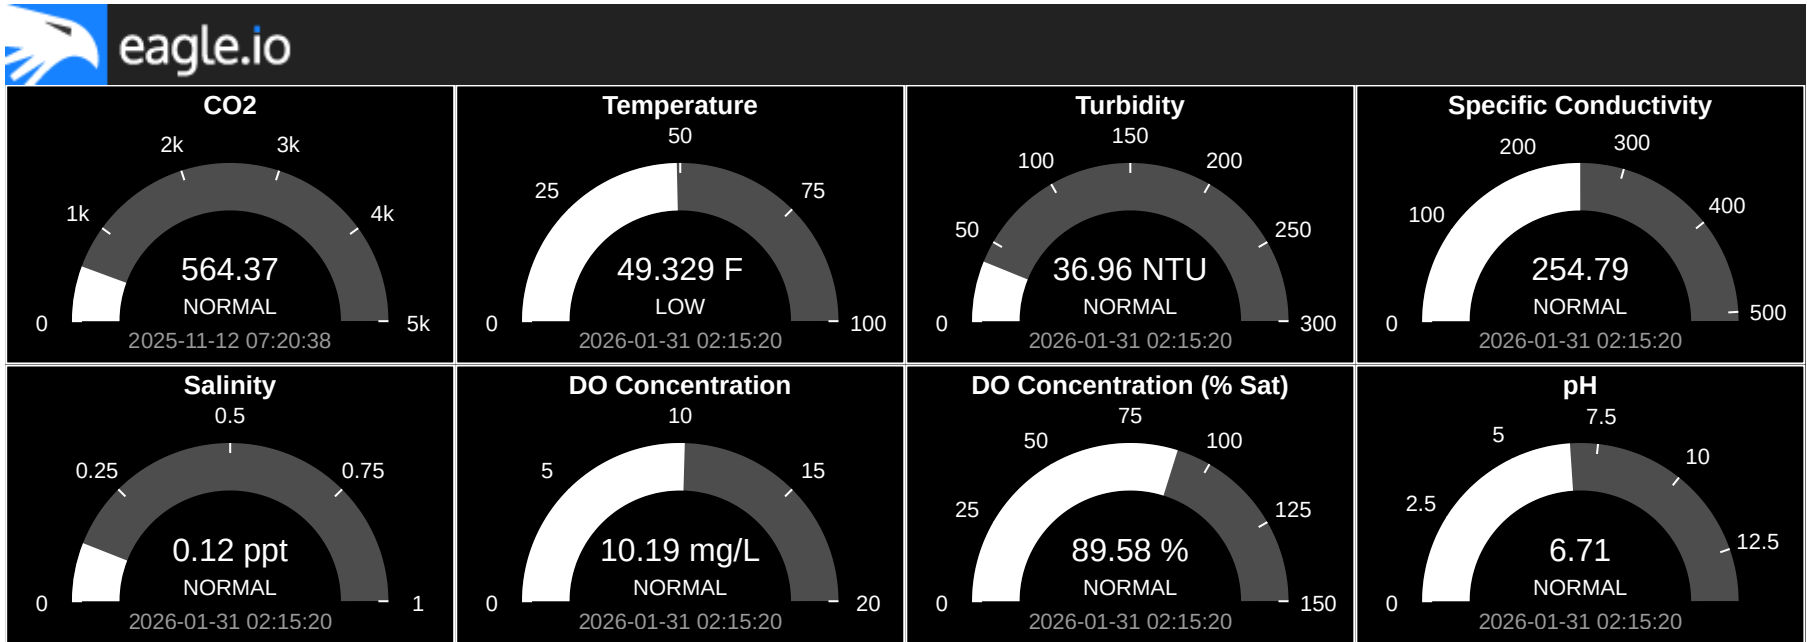 eagle.io
CO2
2k
3k
1k
4k
0
5k
564.37
NORMAL
2025-11-12 07:20:38
Temperature
50
25
75
0
100
49.329 F
LOW
2026-01-31 02:15:20
Turbidity
150
100
200
50
250
0
300
36.96 NTU
NORMAL
2026-01-31 02:15:20
Specific Conductivity
200
300
100
400
0
500
254.79
NORMAL
2026-01-31 02:15:20
Salinity
0.5
0.25
0.75
0
1
0.12 ppt
NORMAL
2026-01-31 02:15:20
DO Concentration
10
5
15
0
20
10.19 mg/L
NORMAL
2026-01-31 02:15:20
DO Concentration (% Sat)
75
50
100
25
125
0
150
89.58 %
NORMAL
2026-01-31 02:15:20
pH
7.5
5
10
2.5
12.5
0
6.71
NORMAL
2026-01-31 02:15:20